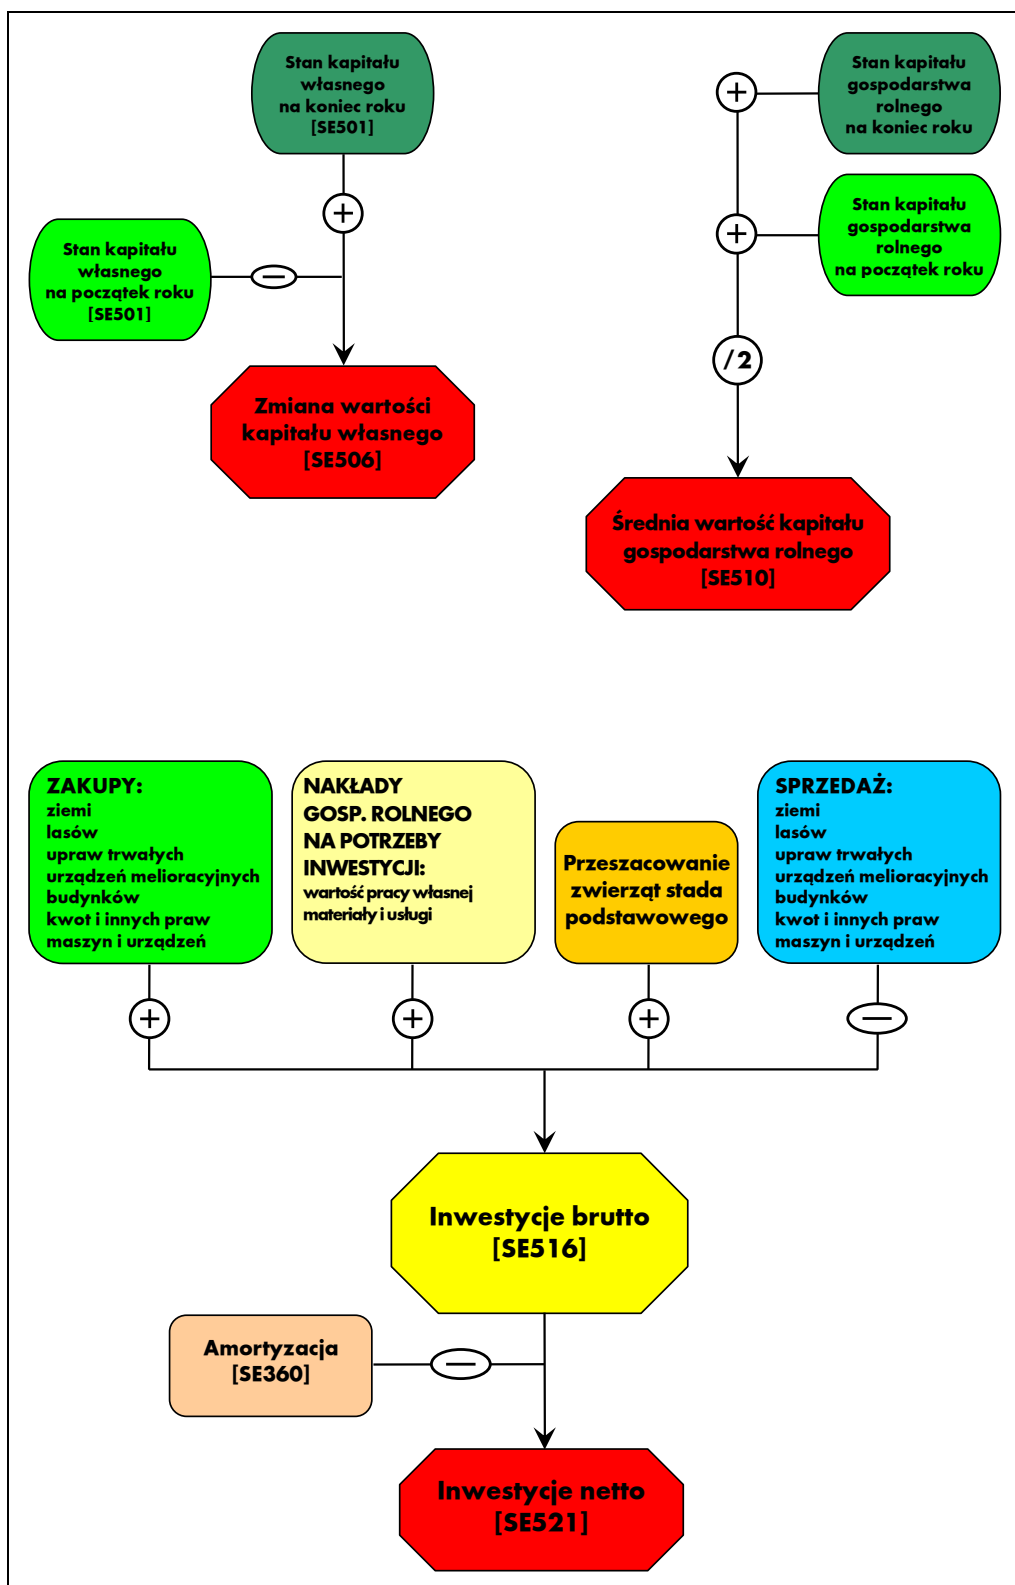 Stan kapitału
własnego
na koniec roku
[SE501]
+
Stan kapitału
własnego
na początek roku
[SE501]
−
Zmiana wartości
kapitału własnego
[SE506]
Stan kapitału
gospodarstwa
rolnego
na koniec roku
+
Stan kapitału
gospodarstwa
rolnego
na początek roku
+
/2
Średnia wartość kapitału
gospodarstwa rolnego
[SE510]
ZAKUPY:
ziemi
lasów
upraw trwałych
urządzeń melioracyjnych
budynków
kwot i innych praw
maszyn i urządzeń
+
NAKŁADY
GOSP. ROLNEGO
NA POTRZEBY
INWESTYCJI:
wartość pracy własnej
materiały i usługi
+
Przeszacowanie
zwierząt stada
podstawowego
+
SPRZEDAŻ:
ziemi
lasów
upraw trwałych
urządzeń melioracyjnych
budynków
kwot i innych praw
maszyn i urządzeń
−
Inwestycje brutto
[SE516]
Amortyzacja
[SE360]
−
Inwestycje netto
[SE521]